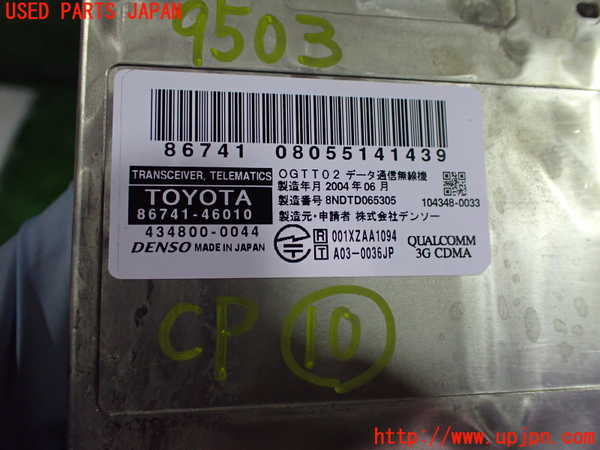 USED PARTS JAPAN
9503
86741 08055141439
TRANSCEIVER, TELEMATICS
TOYOTA
86741-46010
434800-0044
DENSO MADE IN JAPAN
OGTT02 データ通信無線機
製造年月 2004年06月
製造番号 8NDTD065305
104348-0033
製造元・申請者 株式会社デンソー
R 001XZAA1094
T A03-0036JP
QUALCOMM
3G CDMA
CP 10
http://www.upjpn.com/